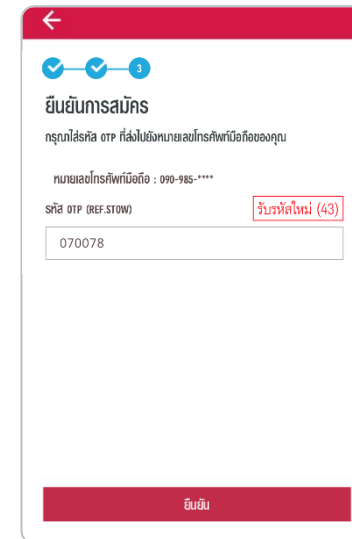 3
ยืนยันการสมัคร
กรุณาใส่รหัส OTP ที่ส่งไปยังหมายเลขโทรศัพท์มือถือของคุณ
หมายเลขโทรศัพท์มือถือ : 090-985-****
รหัส OTP (REF.STOW)
รับรหัสใหม่ (43)
070078
ยืนยัน